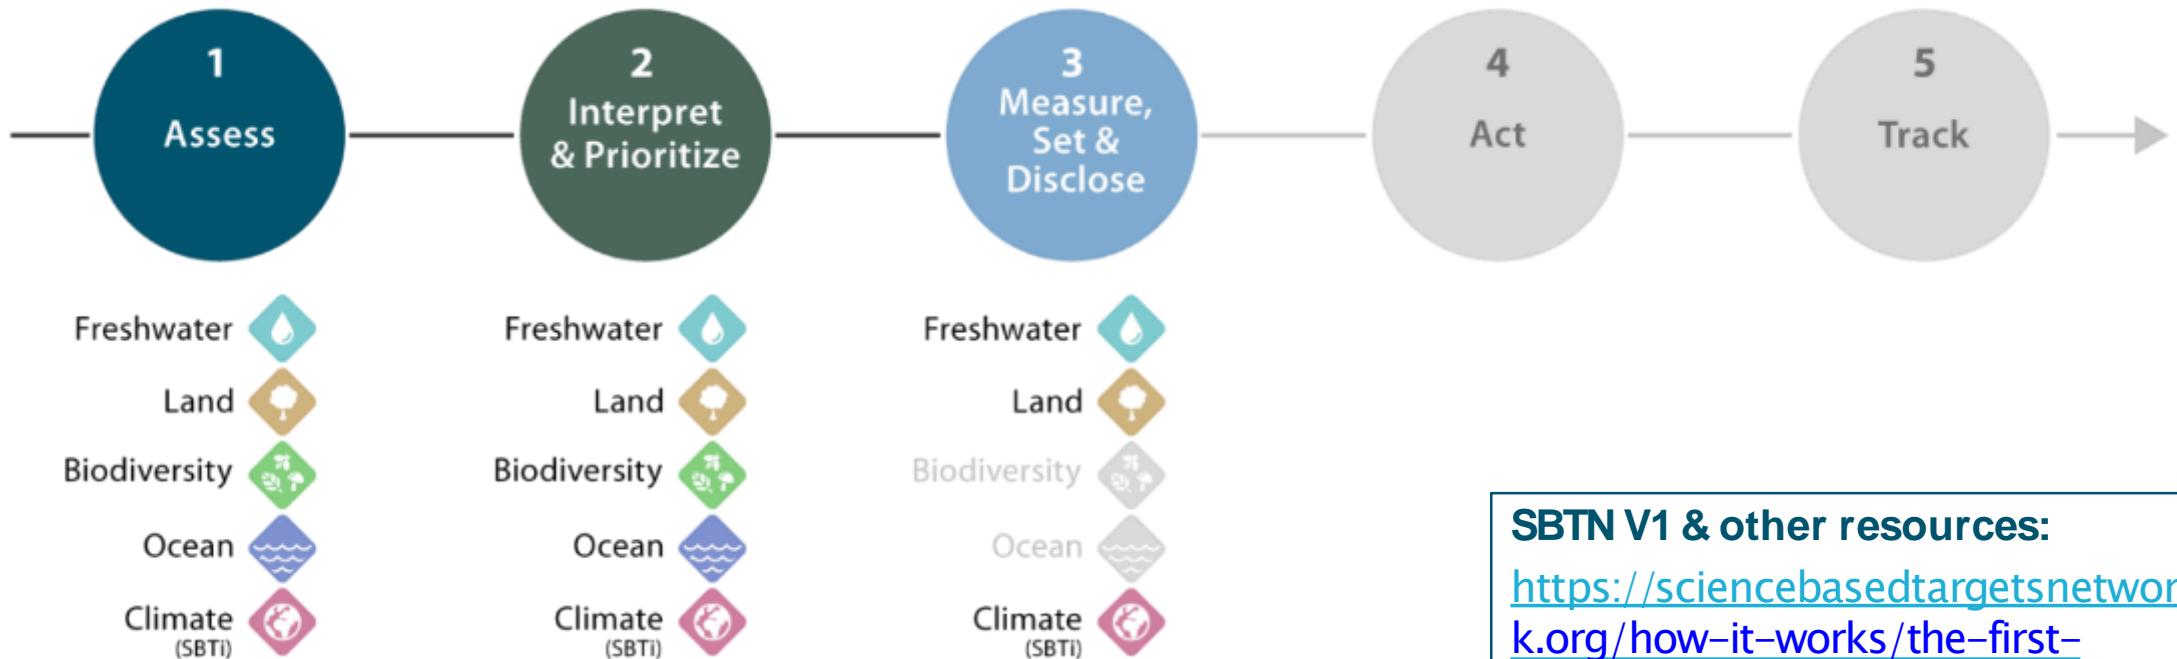 1
Assess
2
Interpret
& Prioritize
3
Measure,
Set &
Disclose
4
Act
5
Track
Freshwater
Land
Biodiversity
Ocean
Climate
(SBTi)
Freshwater
Land
Biodiversity
Ocean
Climate
(SBTi)
Freshwater
Land
Biodiversity
Ocean
Climate
(SBTi)
SBTN V1 & other resources:
https://sciencebasedtargetsnetwor
k.org/how-it-works/the-first-